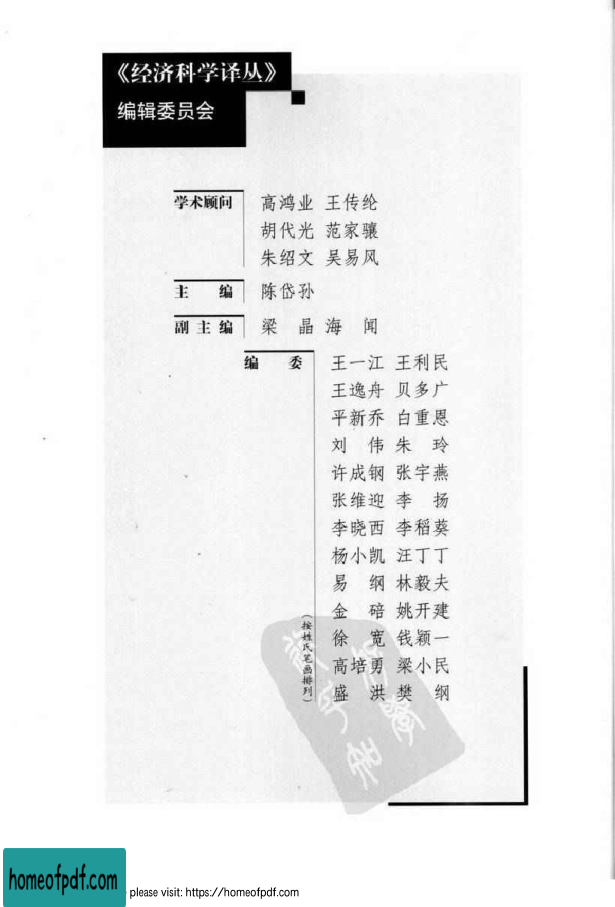 《经济科学译丛》
编辑委员会
学术顾问 高鸿业 王传纶
胡代光 范家骧
朱绍文 吴易风
主 编 陈岱孙
副主编 梁 晶 海 闻
编 委 王一江 王利民
王逸舟 贝多广
平新乔 白重恩
刘 伟 朱 玲
许成钢 张宇燕
张维迎 李 扬
李晓西 李稻葵
杨小凯 汪丁丁
易 纲 林毅夫
金 碚 姚开建
徐 宽 钱颖一
高培勇 梁小民
盛 洪 樊 纲
(按姓氏笔画排列)
homeofpdf.com
please visit: https://homeofpdf.com